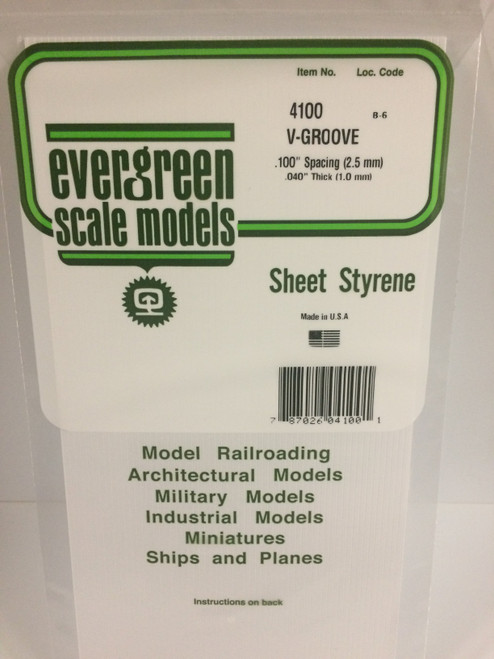 Item No. Loc. Code
4100 8-6
V-GROOVE
.100" Spacing (2.5 mm)
.040" Thick (1.0 mm)
evergreen
scale models
Sheet Styrene
Made in U.S.A
7 87026 04100 1
Model Railroading
Architectural Models
Military Models
Industrial Models
Miniatures
Ships and Planes
Instructions on back